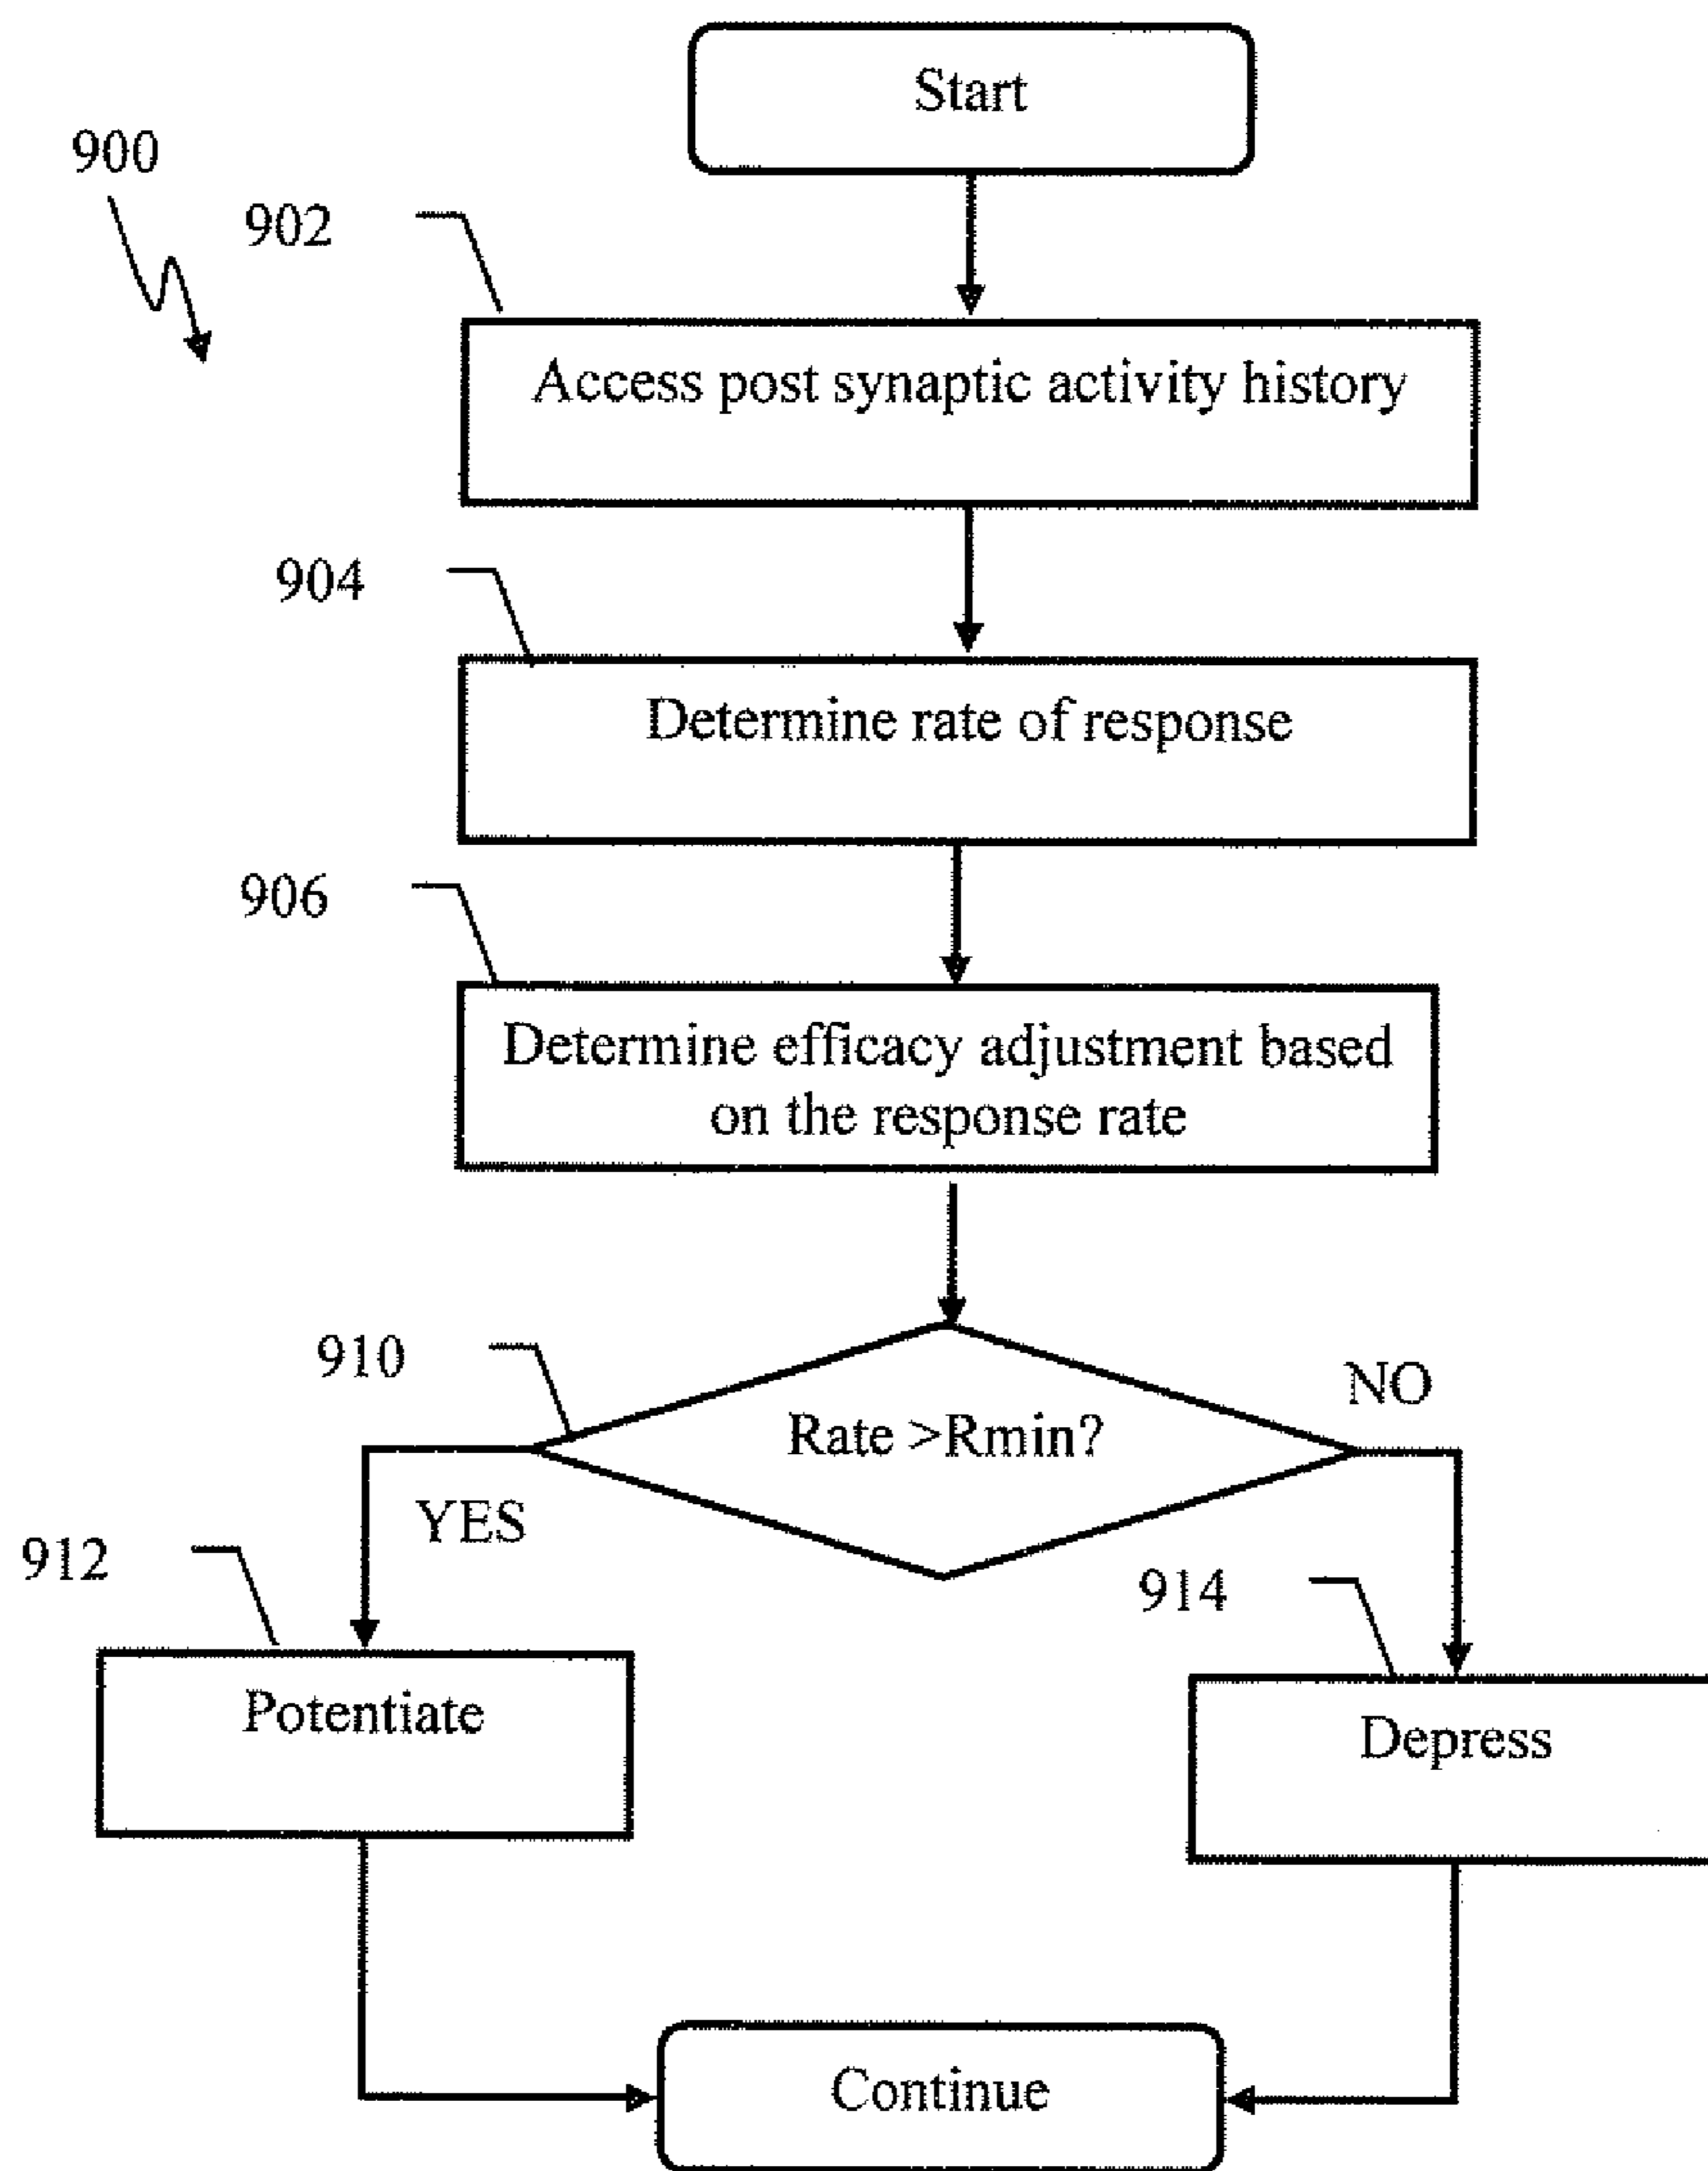 Start
900
902
Access post synaptic activity history
904
Determine rate of response
906
Determine efficacy adjustment based
on the response rate
910
Rate >Rmin?
NO
YES
912
914
Potentiate
Depress
Continue